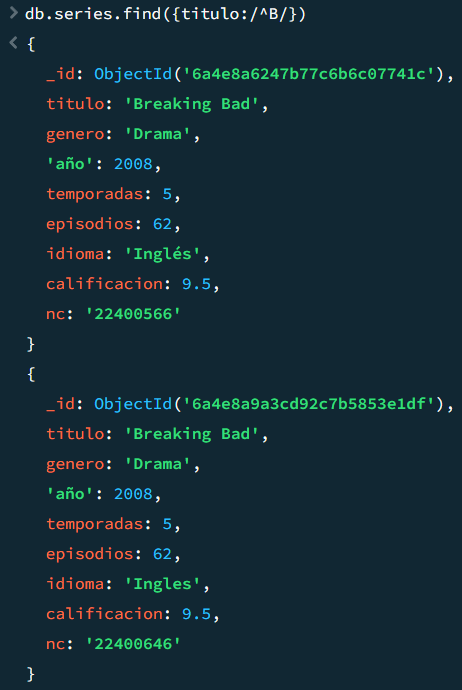 > db.series.find({titulo:/^B/})
< {
_id: ObjectId('6a4e8a6247b77c6b6c07741c'),
titulo: 'Breaking Bad',
genero: 'Drama',
'año': 2008,
temporadas: 5,
episodios: 62,
idioma: 'Inglés',
calificacion: 9.5,
nc: '22400566'
}
{
_id: ObjectId('6a4e8a9a3cd92c7b5853e1df'),
titulo: 'Breaking Bad',
genero: 'Drama',
'año': 2008,
temporadas: 5,
episodios: 62,
idioma: 'Ingles',
calificacion: 9.5,
nc: '22400646'
}